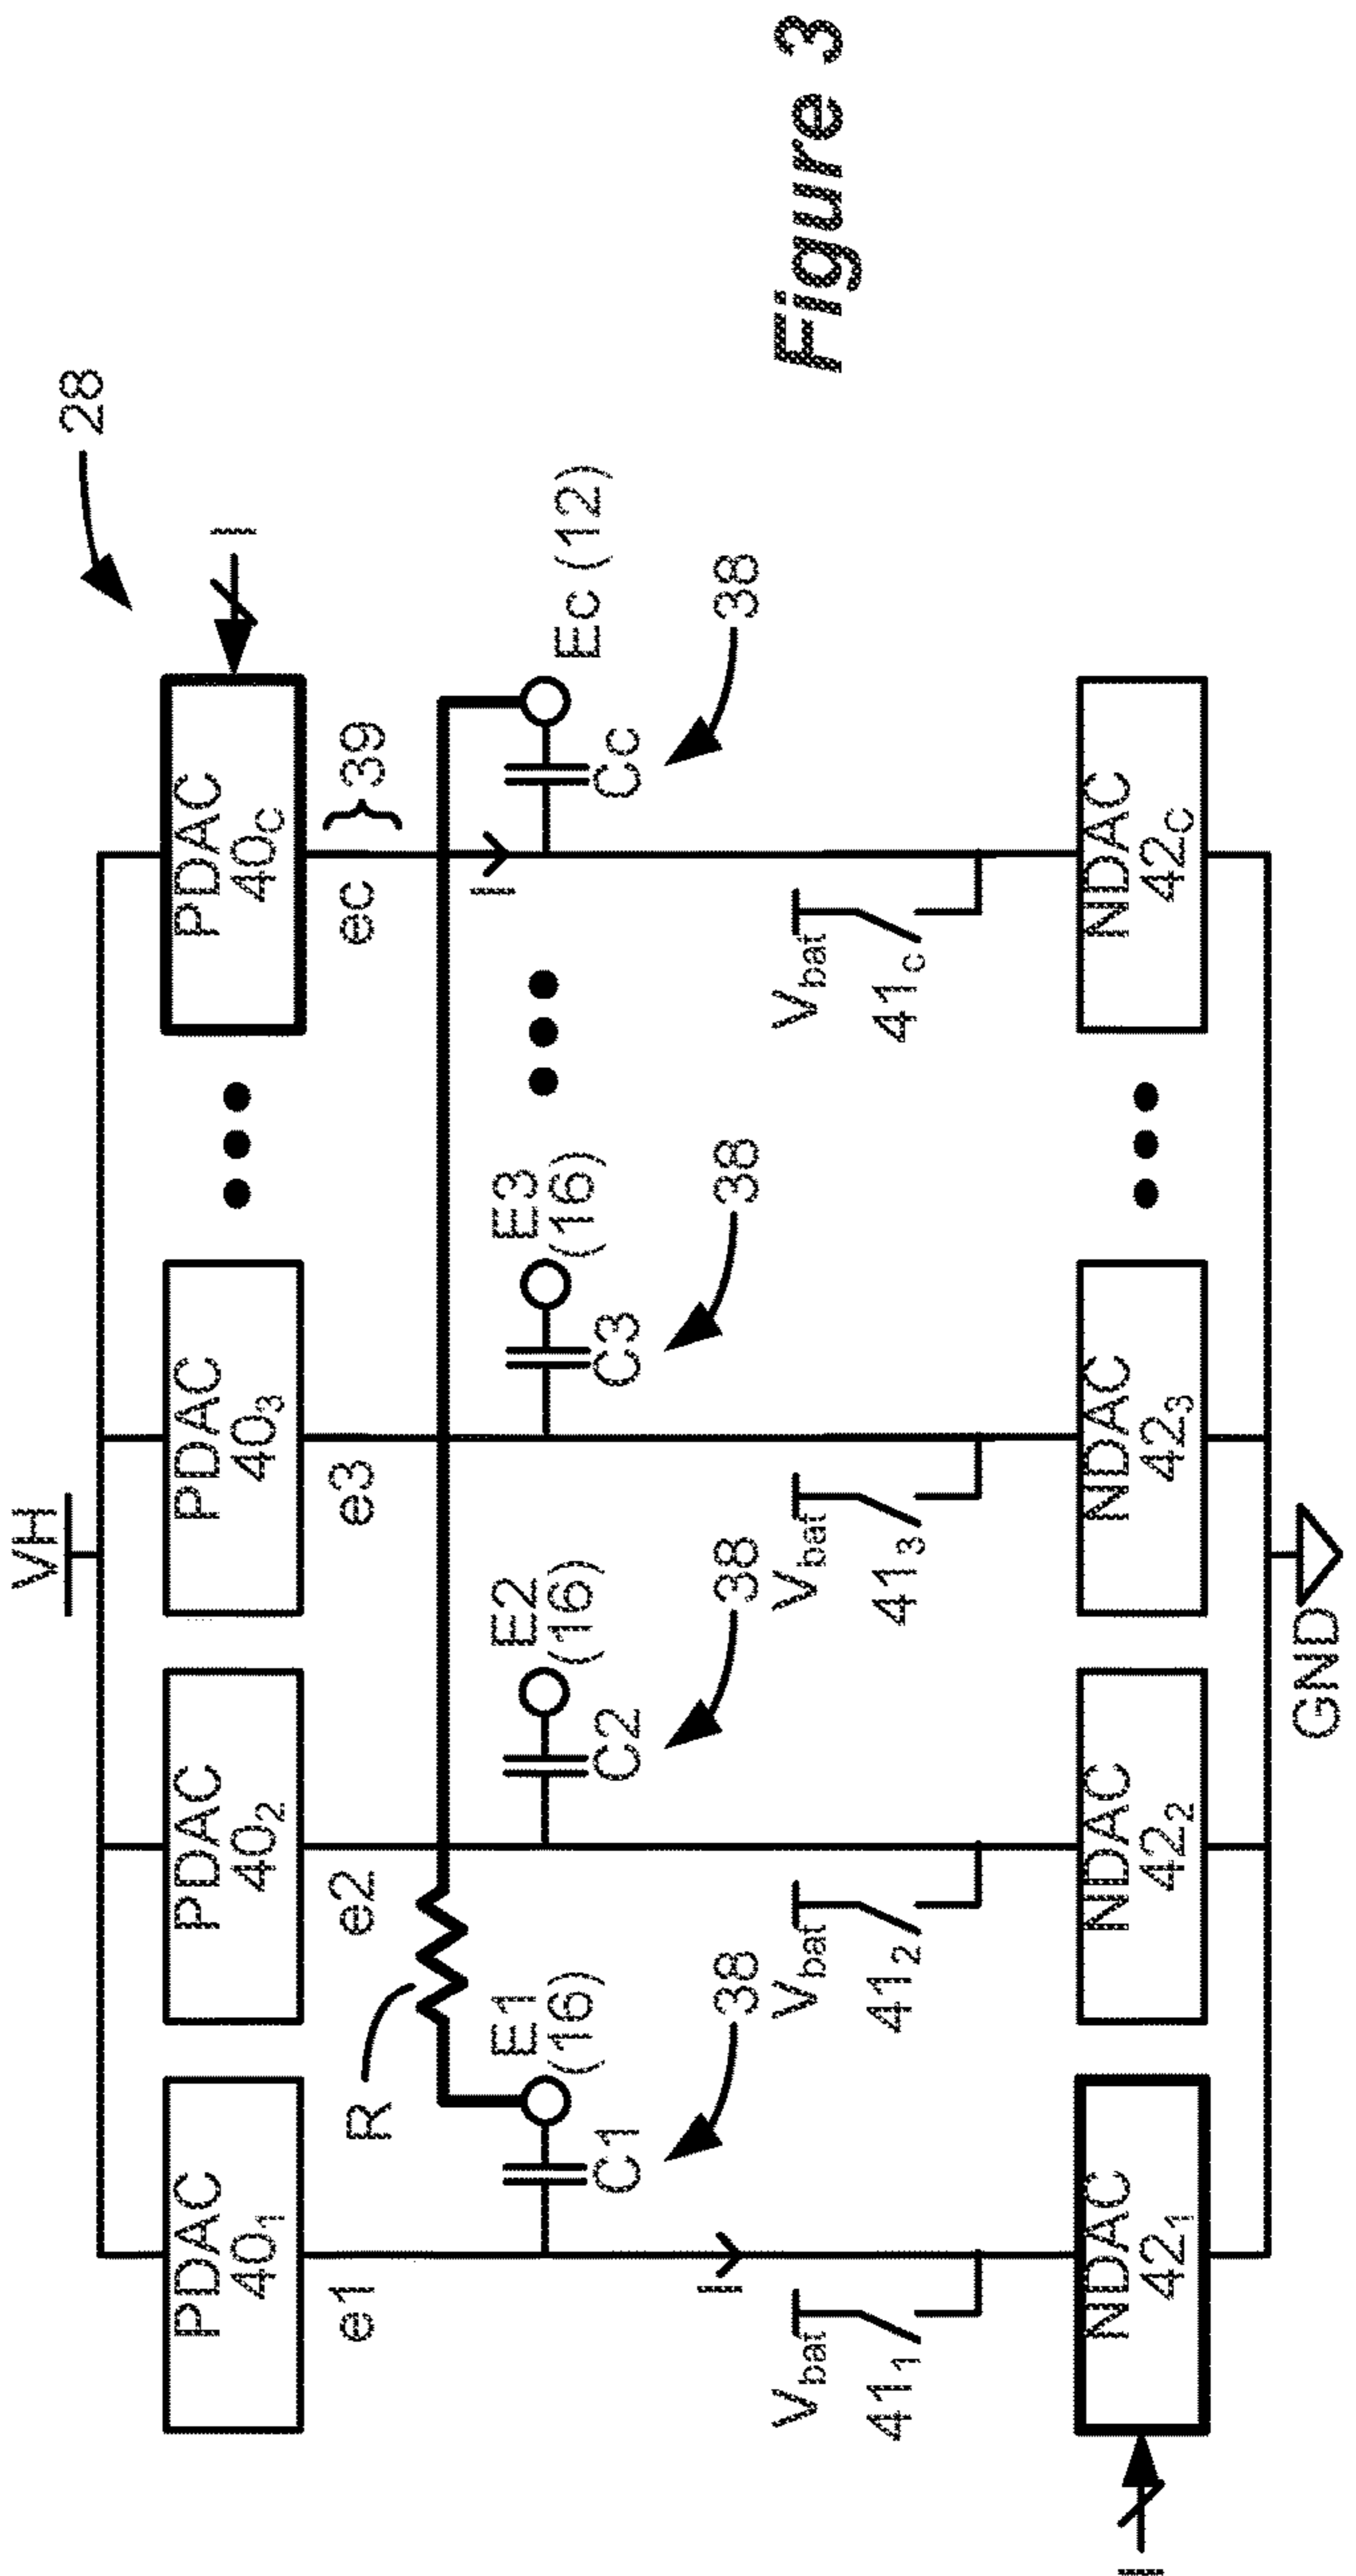 VH
28
PDAC
40₁
PDAC
40₂
PDAC
40₃
PDAC
40C
I
e1
e2
e3
ec
39
R
I
E1
(16)
E2
(16)
E3
(16)
Ec (12)
C1
C2
C3
Cc
I
38
38
38
38
Vbat
41₁
Vbat
41₂
Vbat
41₃
Vbat
41c
I
NDAC
42₁
NDAC
42₂
NDAC
42₃
NDAC
42C
GND
Figure 3